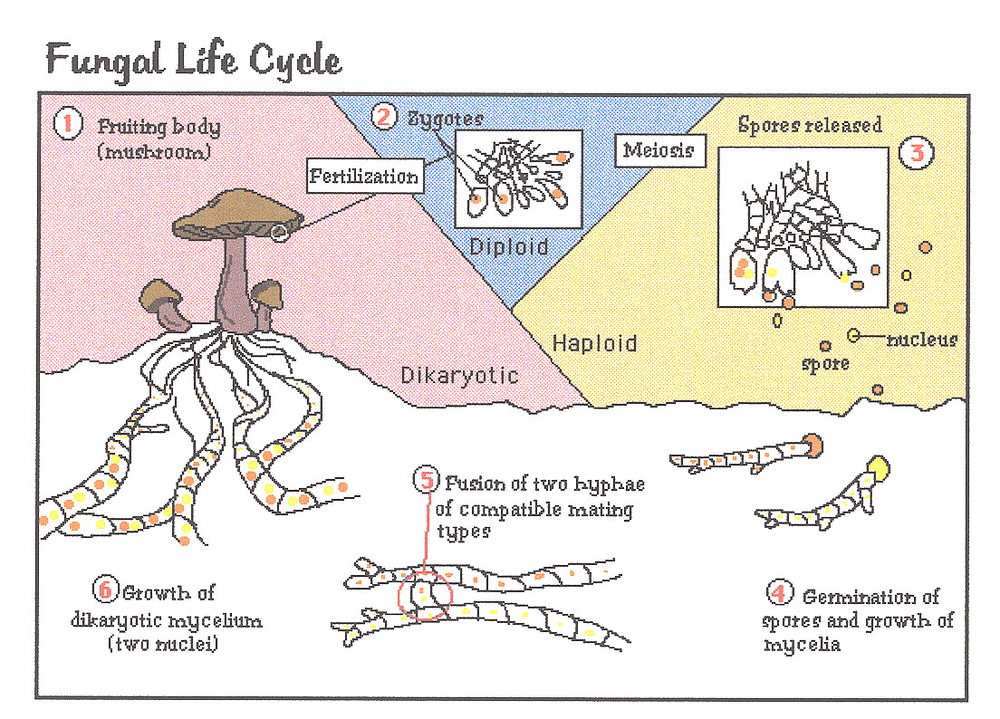 Fungal Life Cycle
1 Fruiting body
(mushroom)
2 Zygotes
Fertilization
Meiosis
Spores released
3
Diploid
Haploid
Dikaryotic
nucleus
spore
5 Fusion of two hyphae
of compatible mating
types
6 Growth of
dikaryotic mycelium
(two nuclei)
4 Germination of
spores and growth of
mycelia